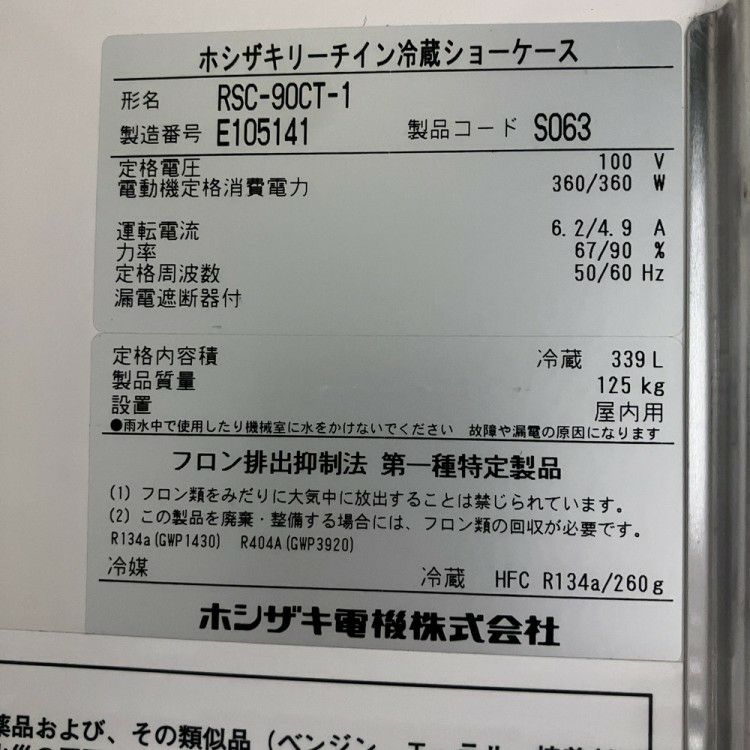 ホシザキリーチイン冷蔵ショーケース
形名 RSC-90CT-1
製造番号 E105141 製品コード S063
定格電圧 100 V
電動機定格消費電力 360/360 W
運転電流 6.2/4.9 A
力率 67/90 %
定格周波数 50/60 Hz
漏電遮断器付
定格内容積 冷蔵 339 L
製品質量 125 kg
設置 屋内用
●雨水中で使用したり機械室に水をかけないでください 故障や漏電の原因になります
フロン排出抑制法 第一種特定製品
(1) フロン類をみだりに大気中に放出することは禁じられています。
(2) この製品を廃棄・整備する場合には、フロン類の回収が必要です。
R134a(GWP1430) R404A(GWP3920)
冷媒 冷蔵 HFC R134a/260g
ホシザキ電機株式会社
薬品および、その類似品(ベンジン